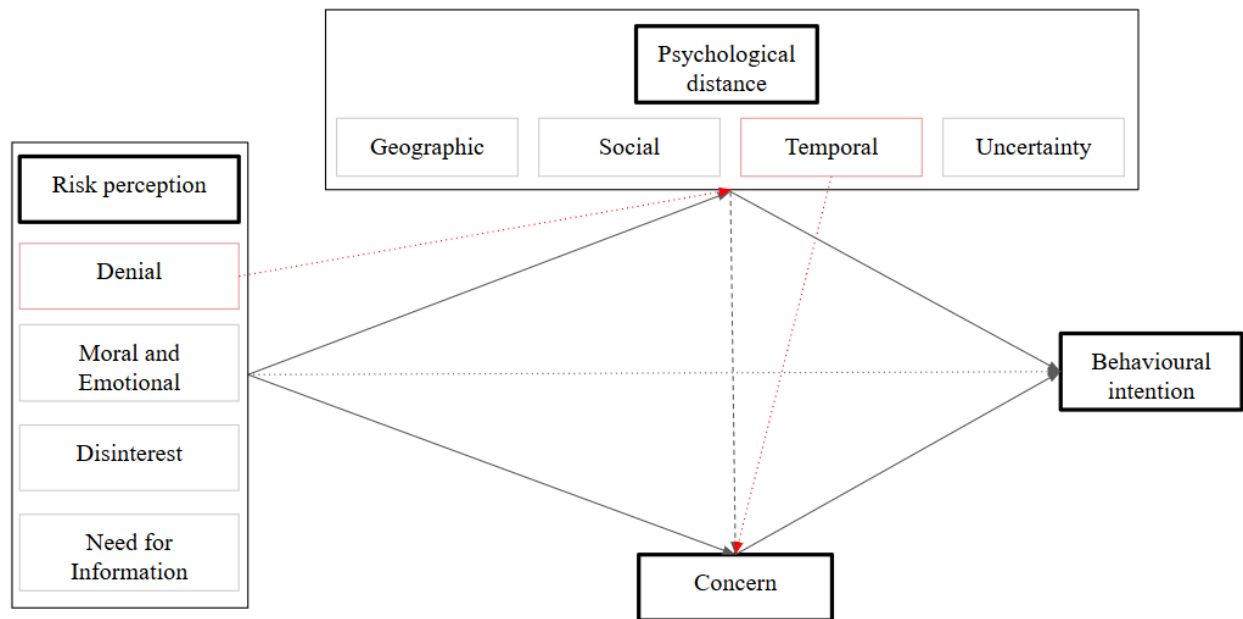 Psychological
distance
Geographic
Social
Temporal
Uncertainty
Risk perception
Denial
Moral and
Emotional
Disinterest
Need for
Information
Behavioural
intention
Concern